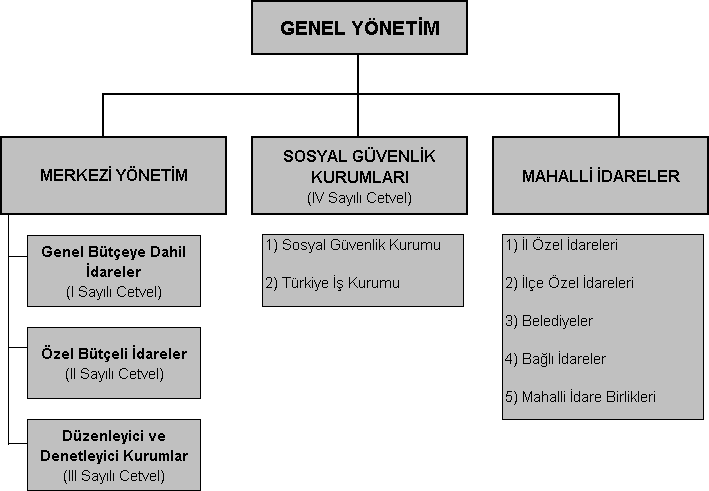 GENEL YÖNETİM
MERKEZİ YÖNETİM
Genel Bütçeye Dahil
İdareler
(I Sayılı Cetvel)
Özel Bütçeli İdareler
(II Sayılı Cetvel)
Düzenleyici ve
Denetleyici Kurumlar
(III Sayılı Cetvel)
SOSYAL GÜVENLİK
KURUMLARI
(IV Sayılı Cetvel)
1) Sosyal Güvenlik Kurumu
2) Türkiye İş Kurumu
MAHALLİ İDARELER
1) İl Özel İdareleri
2) İlçe Özel İdareleri
3) Belediyeler
4) Bağlı İdareler
5) Mahalli İdare Birlikleri